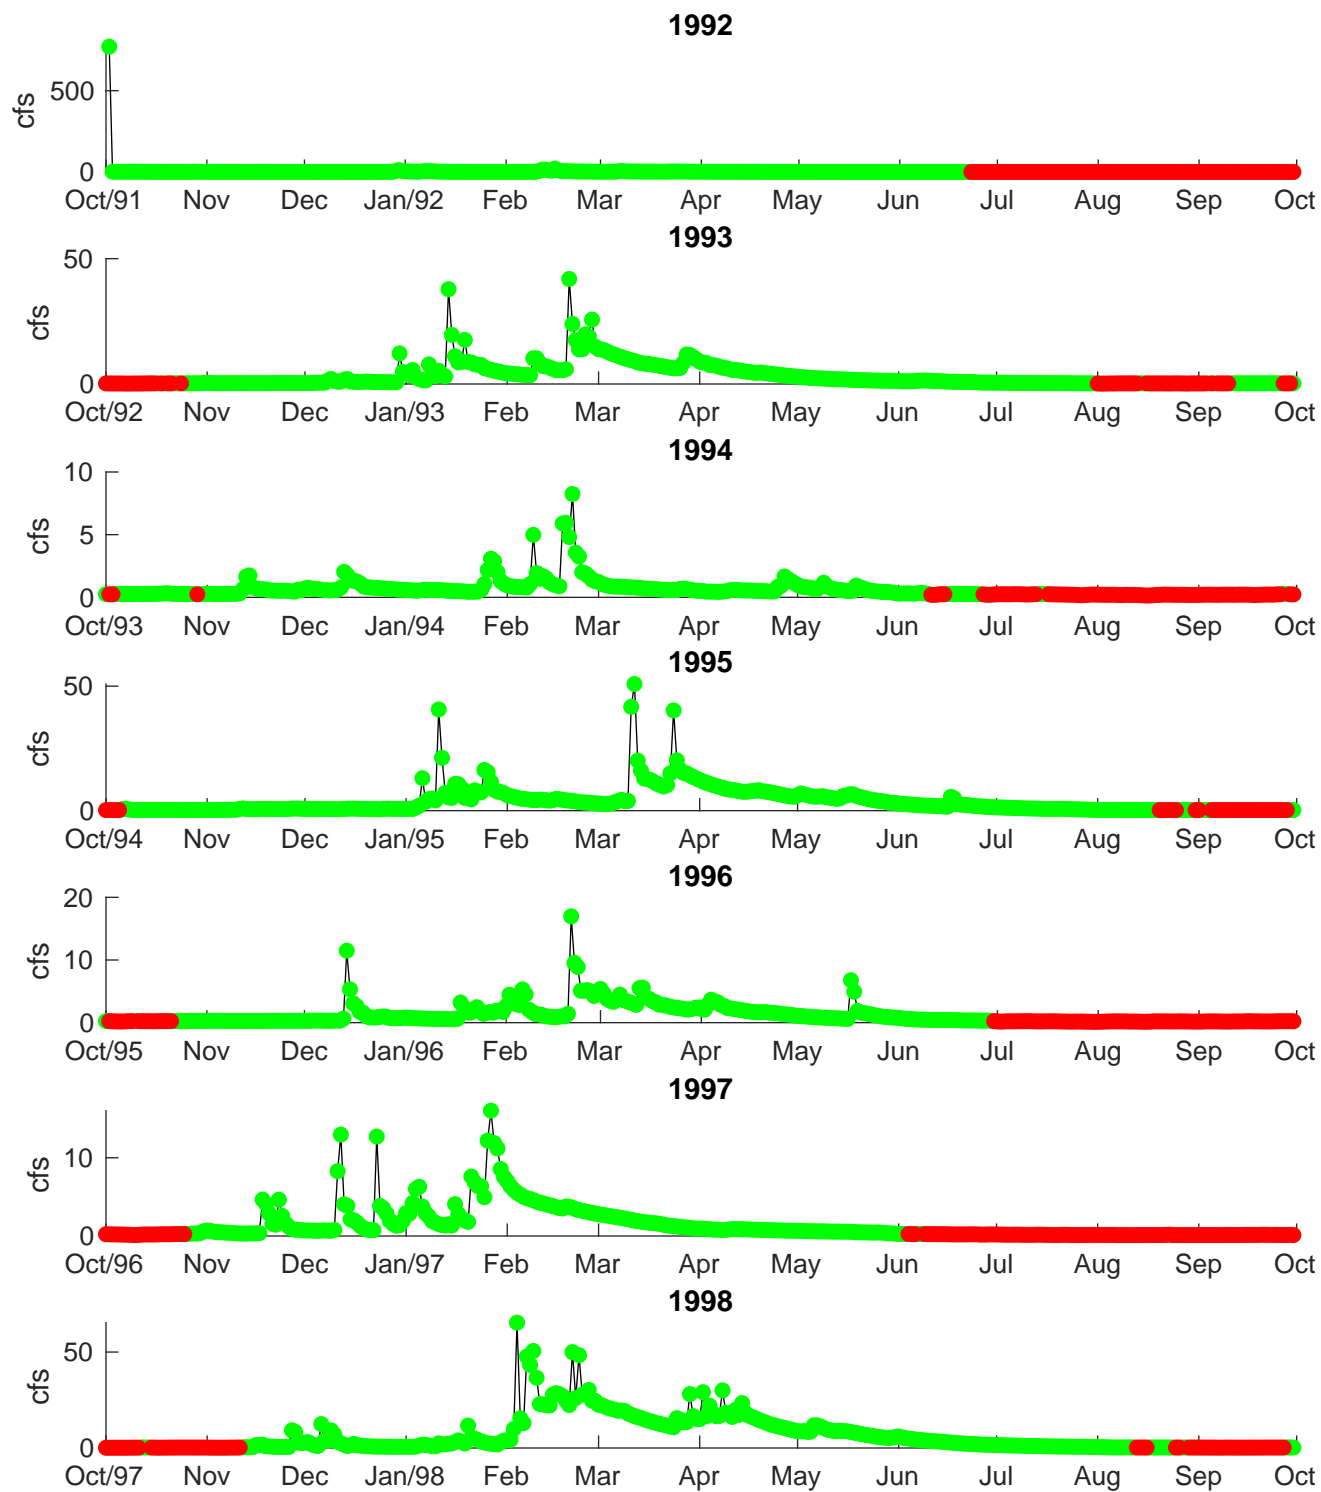 1992
500
0
cfs
Oct/91 Nov Dec Jan/92 Feb Mar Apr May Jun Jul Aug Sep Oct
1993
50
0
cfs
Oct/92 Nov Dec Jan/93 Feb Mar Apr May Jun Jul Aug Sep Oct
1994
10
5
0
cfs
Oct/93 Nov Dec Jan/94 Feb Mar Apr May Jun Jul Aug Sep Oct
1995
50
0
cfs
Oct/94 Nov Dec Jan/95 Feb Mar Apr May Jun Jul Aug Sep Oct
1996
20
10
0
cfs
Oct/95 Nov Dec Jan/96 Feb Mar Apr May Jun Jul Aug Sep Oct
1997
10
0
cfs
Oct/96 Nov Dec Jan/97 Feb Mar Apr May Jun Jul Aug Sep Oct
1998
50
0
cfs
Oct/97 Nov Dec Jan/98 Feb Mar Apr May Jun Jul Aug Sep Oct